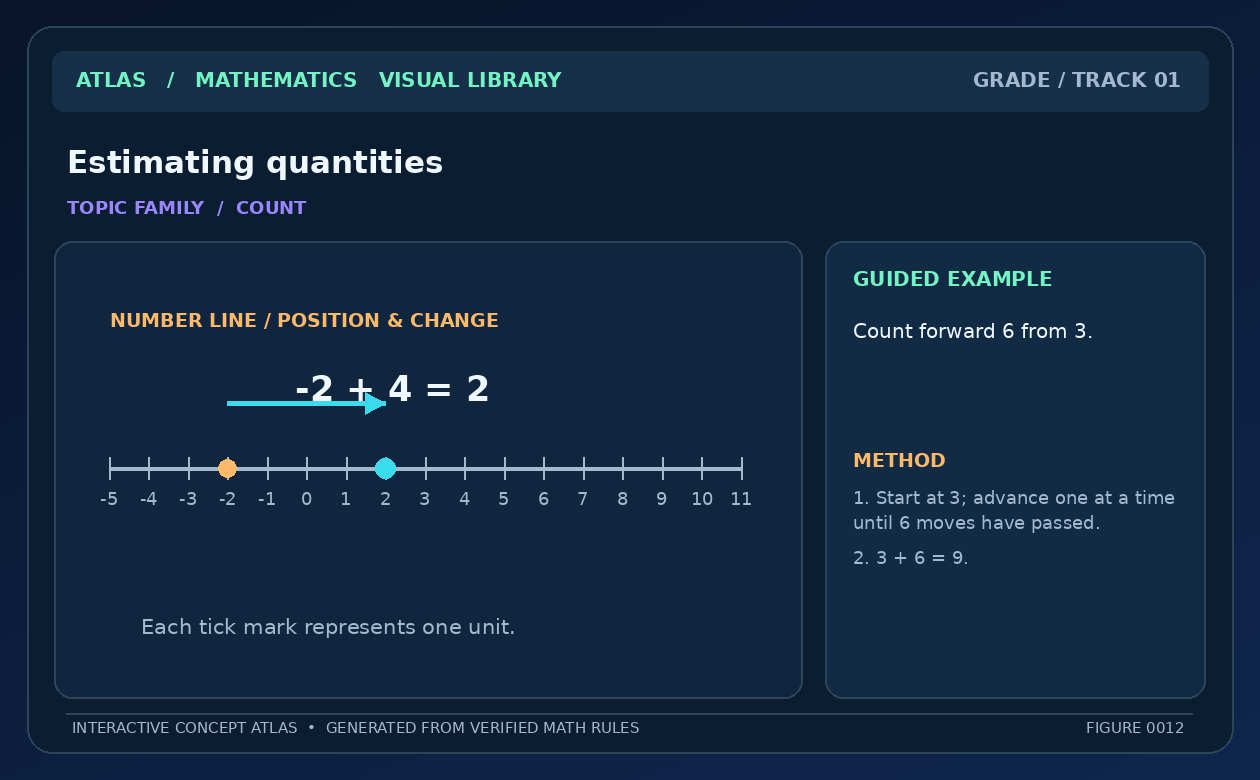 ATLAS / MATHEMATICS VISUAL LIBRARY
GRADE / TRACK 01
Estimating quantities
TOPIC FAMILY / COUNT
NUMBER LINE / POSITION & CHANGE
-2 + 4 = 2
-5 -4 -3 -2 -1 0 1 2 3 4 5 6 7 8 9 10 11
Each tick mark represents one unit.
GUIDED EXAMPLE
Count forward 6 from 3.
METHOD
1. Start at 3; advance one at a time
until 6 moves have passed.
2. 3 + 6 = 9.
INTERACTIVE CONCEPT ATLAS • GENERATED FROM VERIFIED MATH RULES
FIGURE 0012